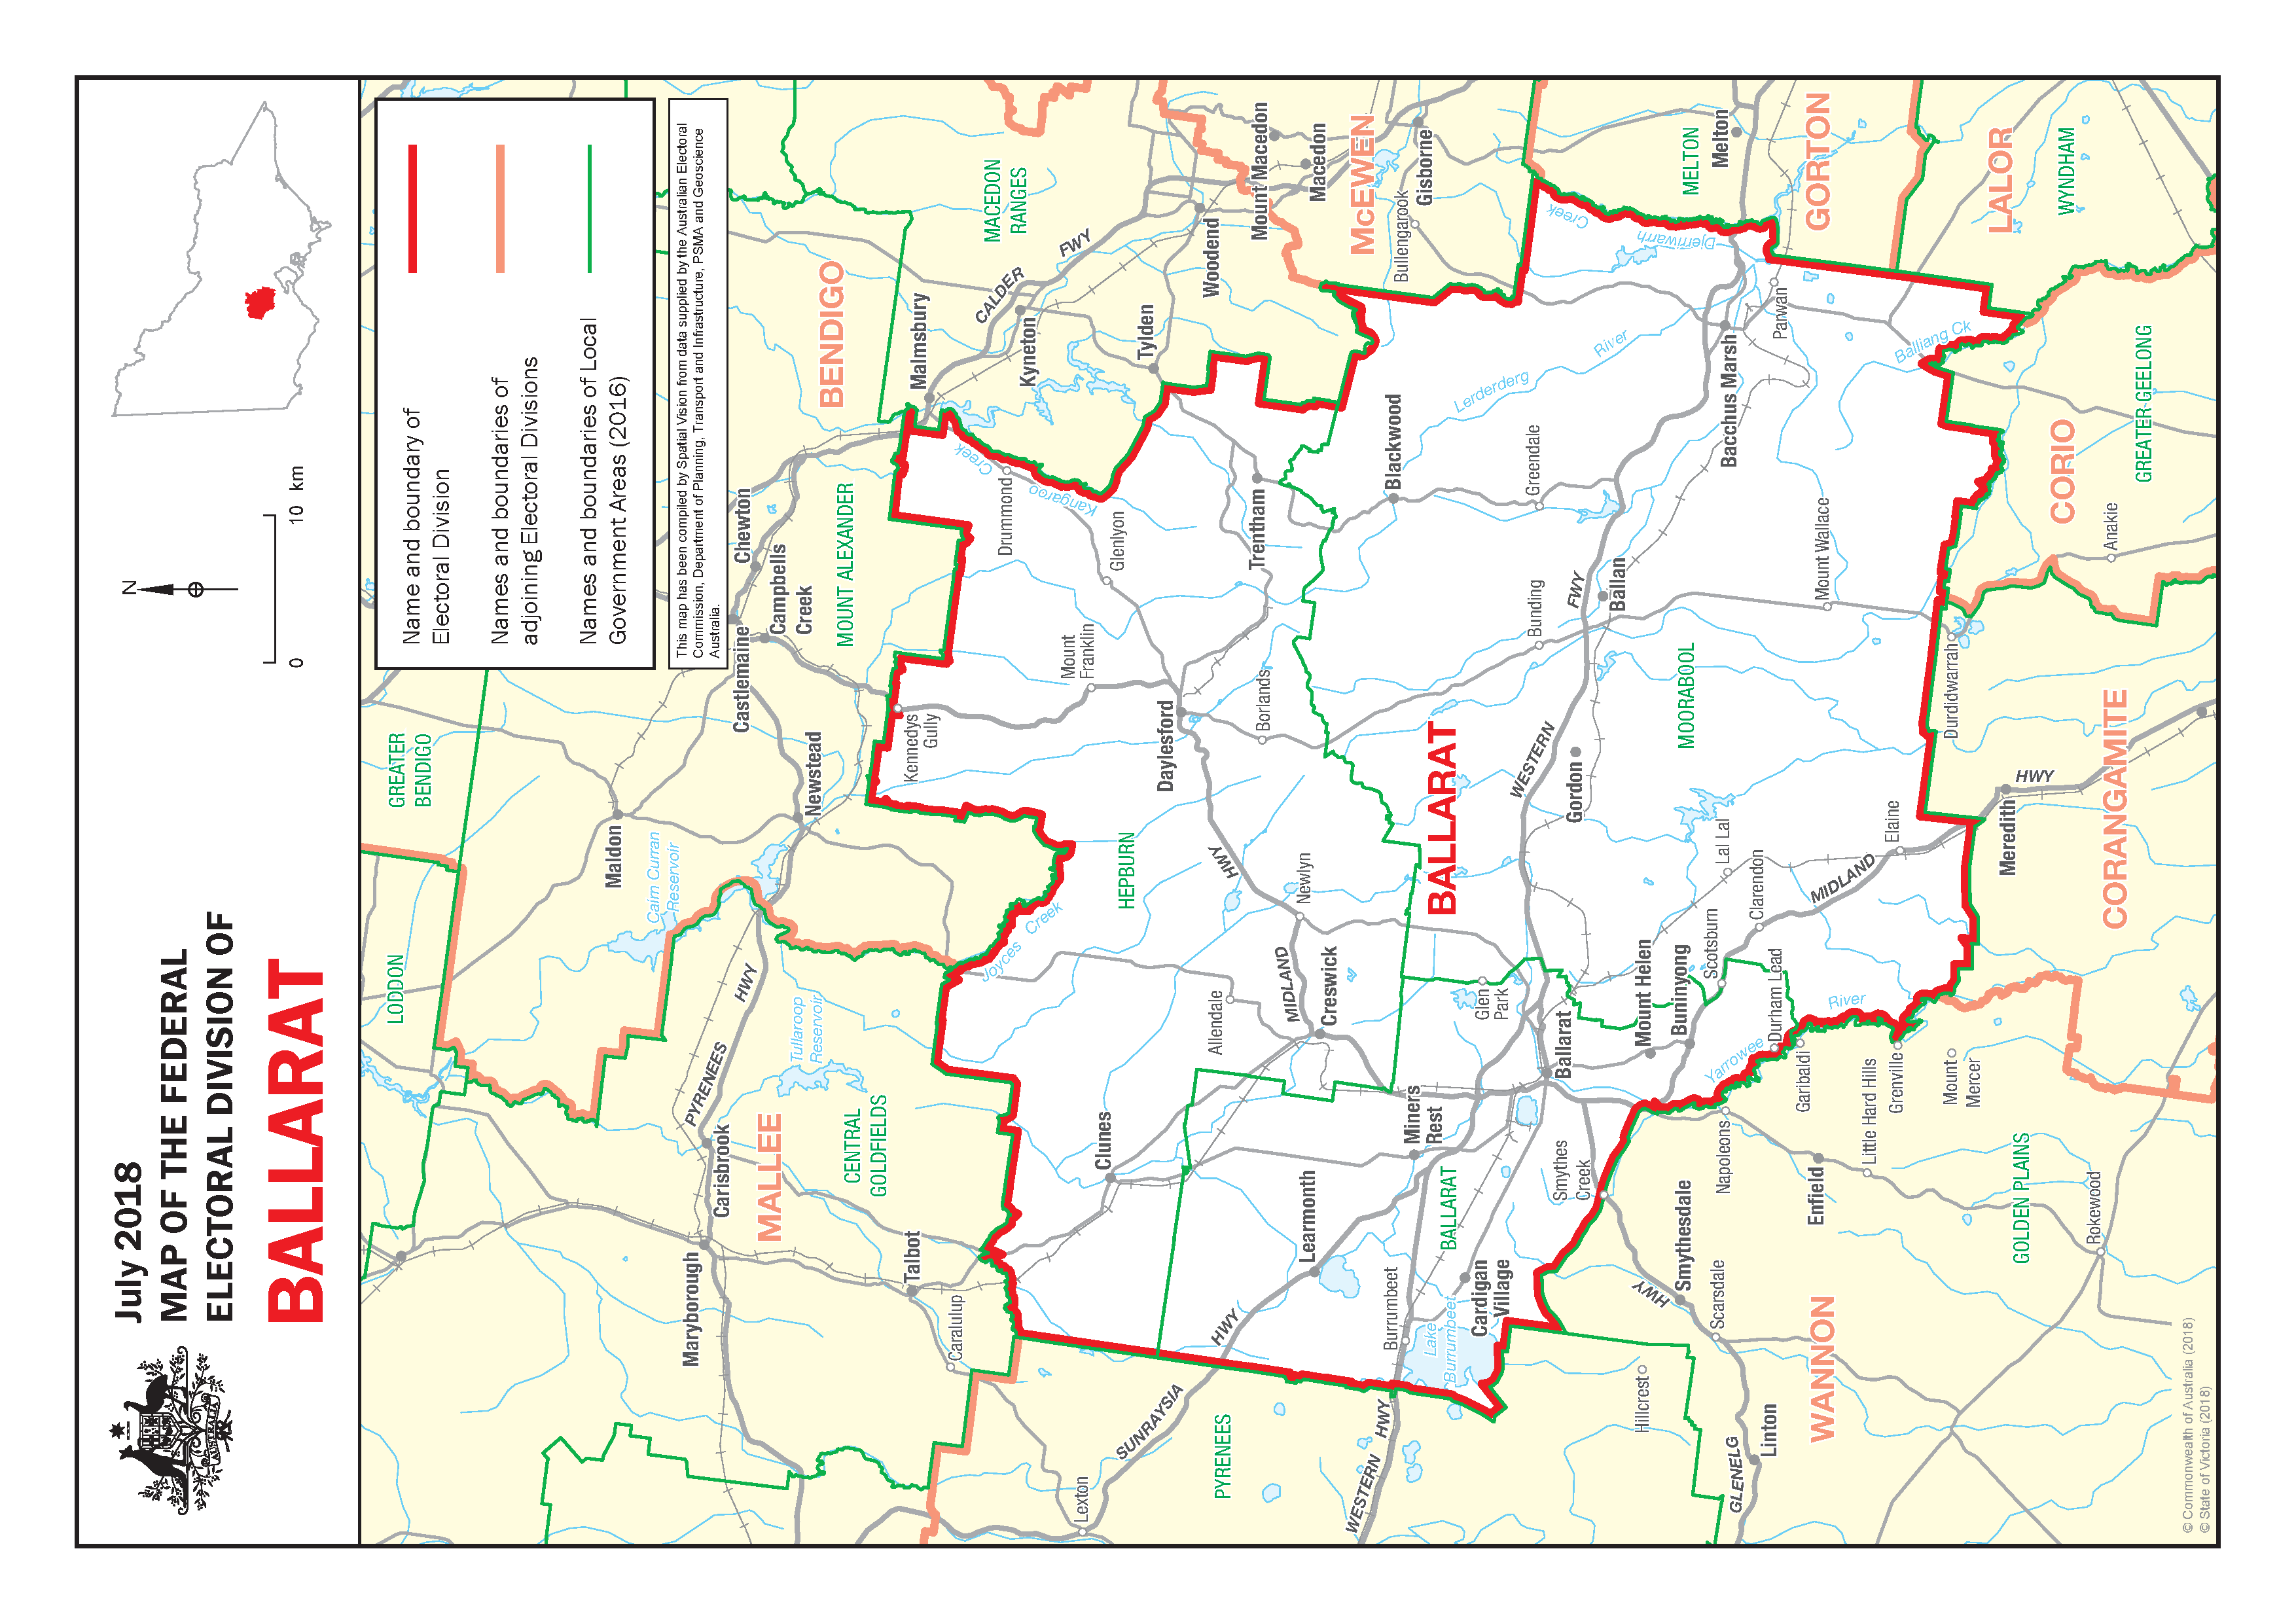 July 2018
MAP OF THE FEDERAL
ELECTORAL DIVISION OF
BALLARAT
AUSTRALIA
N
0
10 km
Name and boundary of
Electoral Division
Names and boundaries of
adjoining Electoral Divisions
Names and boundaries of Local
Government Areas (2016)
This map has been compiled by Spatial Vision from data supplied by the Australian Electoral
Commission, Department of Planning, Transport and Infrastructure, PSMA and Geoscience
Australia.
LODDON
GREATER
BENDIGO
Maldon
Cairn Curran
Reservoir
Maryborough
Carisbrook
PYRENEES
HWY
Castlemaine
Chewton
Campbells
Creek
MALLEE
Tullaroop
Reservoir
Newstead
BENDIGO
MOUNT ALEXANDER
CENTRAL
GOLDFIELDS
Talbot
Kennedys
Gully
Malmsbury
Caralulup
Joyces Creek
Drummond
Creek
CALDER
FWY
MACEDON
RANGES
Kyneton
Lexton
Clunes
HEPBURN
Mount
Franklin
Glenlyon
Kangaroo
Tylden
SUNRAYSIA
HWY
PYRENEES
Allendale
Daylesford
HWY
Woodend
Learmonth
MIDLAND
Creswick
Newlyn
Borlands
Trentham
Mount Macedon
Macedon
WESTERN
HWY
Burrumbeet
Miners
Rest
Blackwood
Bullengarook
McEWEN
Gisborne
Lake
Burrumbeet
BALLARAT
BALLARAT
Cardigan
Village
Glen
Park
Lerderderg
River
Smythes
Creek
Ballarat
WESTERN
FWY
Gordon
Bunding
Greendale
Creek
Djerriwarrh
Ballan
Hillcrest
HWY
Smythesdale
Mount Helen
Buninyong
MOORABOOL
MELTON
Melton
Scarsdale
Napoleons
Yarrowee
Scotsburn
Lal Lal
Bacchus Marsh
GLENELG
Linton
Durham Lead
Clarendon
Parwan
WANNON
Enfield
Garibaldi
River
MIDLAND
Mount Wallace
GORTON
Little Hard Hills
Grenville
Elaine
Balliang Ck
Mount
Mercer
Durdidwarrah
Meredith
HWY
LALOR
GOLDEN PLAINS
CORIO
WYNDHAM
Rokewood
CORANGAMITE
Anakie
GREATER GEELONG
© Commonwealth of Australia (2018)
© State of Victoria (2018)